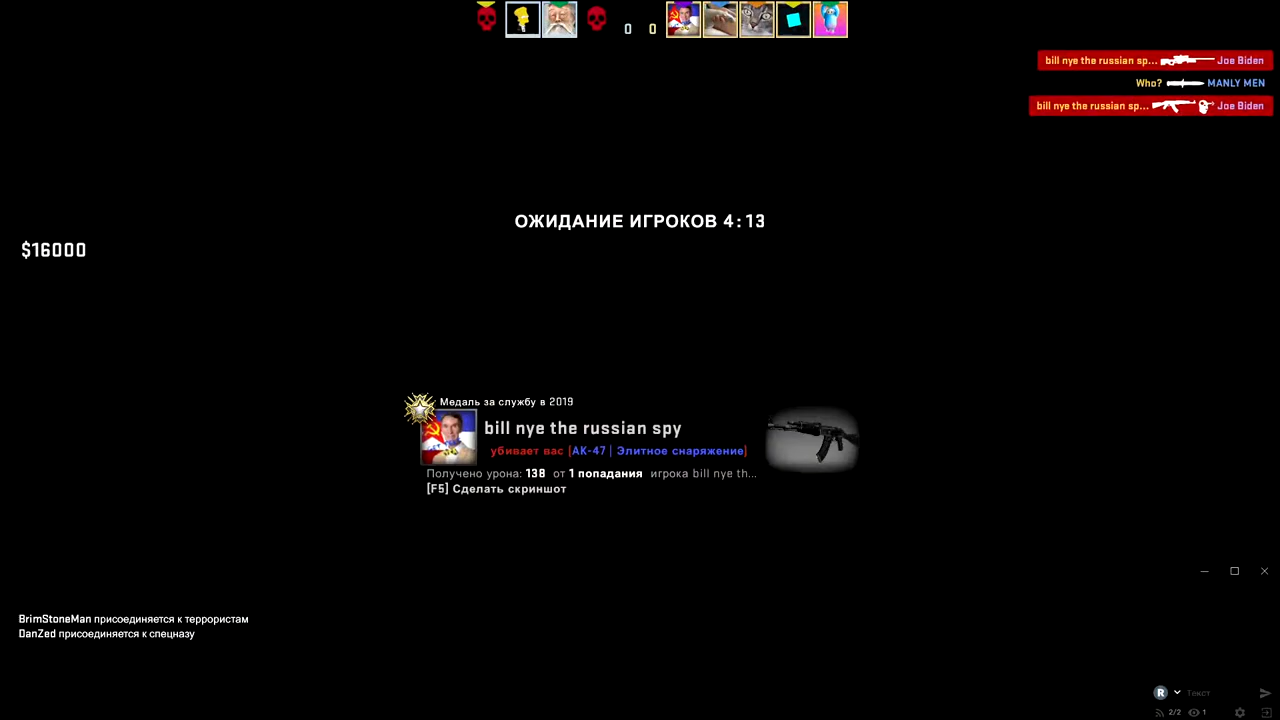 0 0
bill nye the russian sp... Joe Biden
Who? MANLY MEN
bill nye the russian sp... Joe Biden
ОЖИДАНИЕ ИГРОКОВ 4:13
$16000
Медаль за службу в 2019
bill nye the russian spy
убивает вас [AK-47 | Элитное снаряжение]
Получено урона: 138 от 1 попадания игрока bill nye th...
[F5] Сделать скриншот
BrimStoneMan присоединяется к террористам
DanZed присоединяется к спецназу
R Текст
2/2 1